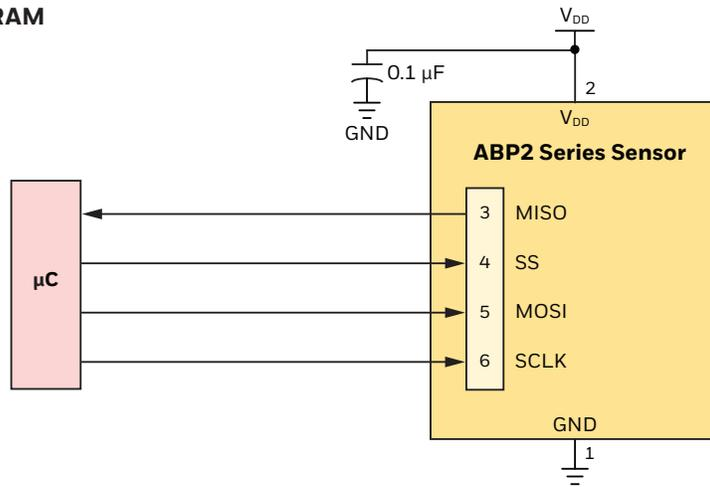 RAM
VDD
0.1 µF
2
GND
VDD
ABP2 Series Sensor
3 MISO
4 SS
µC
5 MOSI
6 SCLK
GND
1